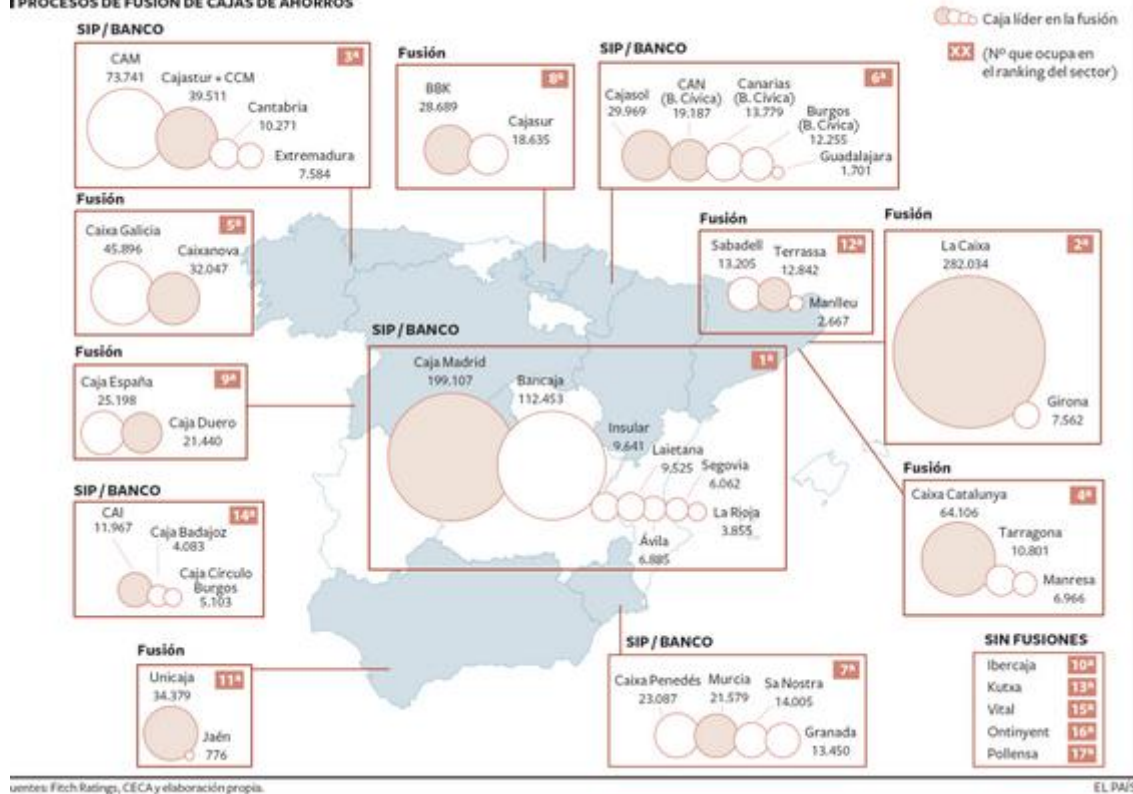 PROCESOS DE FUSIÓN DE CAJAS DE AHORROS
Caja líder en la fusión
XX (Nº que ocupa en
el ranking del sector)
SIP / BANCO
3ª
CAM
73.741
Cajastur + CCM
39.511
Cantabria
10.271
Extremadura
7.584
Fusión
8ª
BBK
28.689
Cajasur
18.635
SIP / BANCO
6ª
Cajasol
29.969
CAN
(B. Cívica)
19.187
Canarias
(B. Cívica)
13.779
Burgos
(B. Cívica)
12.255
Guadalajara
1.701
Fusión
5ª
Caixa Galicia
45.896
Caixanova
32.047
Fusión
12ª
Sabadell
13.205
Terrassa
12.842
Manlleu
2.667
Fusión
2ª
La Caixa
282.034
Girona
7.562
Fusión
9ª
Caja España
25.198
Caja Duero
21.440
SIP / BANCO
1ª
Caja Madrid
199.107
Bancaja
112.453
Insular
9.641
Laietana
9.525
Segovia
6.062
La Rioja
3.855
Ávila
6.885
SIP / BANCO
14ª
CAI
11.967
Caja Badajoz
4.083
Caja Círculo
Burgos
5.103
Fusión
4ª
Caixa Catalunya
64.106
Tarragona
10.801
Manresa
6.966
Fusión
11ª
Unicaja
34.379
Jaén
776
SIP / BANCO
7ª
Caixa Penedés
23.087
Murcia
21.579
Sa Nostra
14.005
Granada
13.450
SIN FUSIONES
Ibercaja 10ª
Kutxa 13ª
Vital 15ª
Ontinyent 16ª
Pollensa 17ª
uentes: Fitch Ratings, CECA y elaboración propia.
EL PAÍS